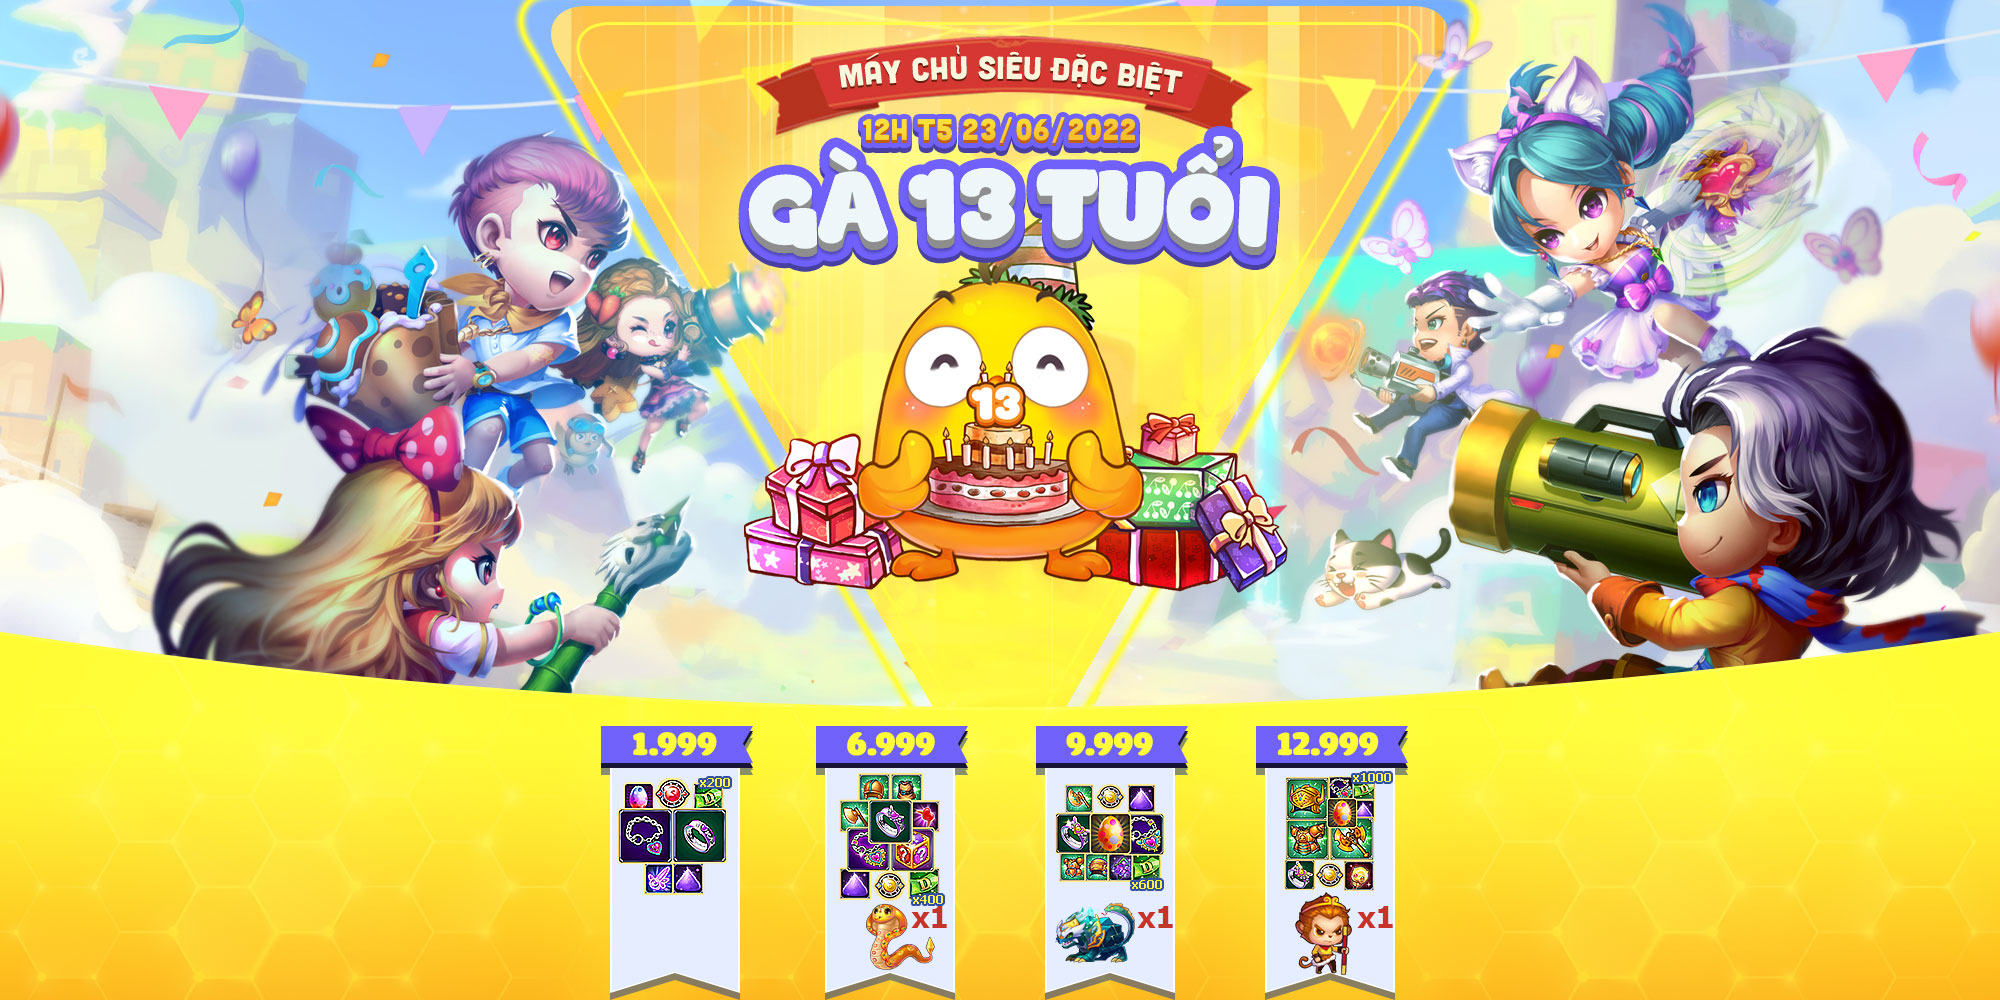 MÁY CHỦ SIÊU ĐẶC BIỆT
12H T5 23/06/2022
GÀ 13 TUỔI
13
1.999
6.999
9.999
12.999
x200
x1000
x600
x400
x1
x1
x1